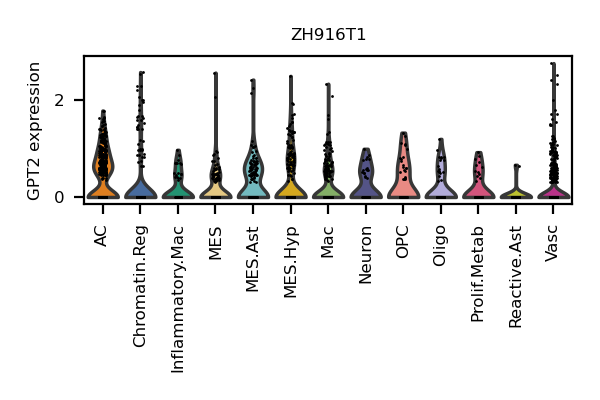 ZH916T1
GPT2 expression
2
0
AC
Chromatin.Reg
Inflammatory.Mac
MES
MES.Ast
MES.Hyp
Mac
Neuron
OPC
Oligo
Prolif.Metab
Reactive.Ast
Vasc